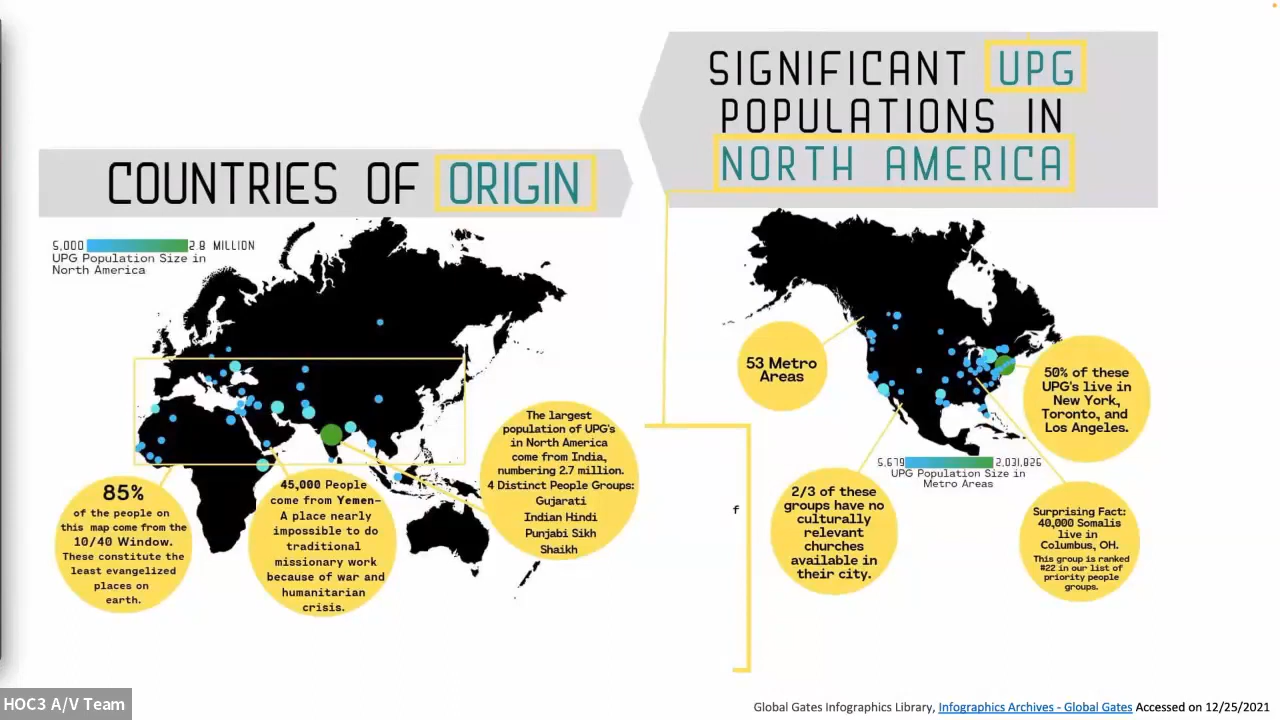 SIGNIFICANT UPG
POPULATIONS IN
NORTH AMERICA
COUNTRIES OF ORIGIN
5,000 2.8 MILLION
UPG Population Size in
North America
53 Metro
Areas
50% of these
UPG's live in
New York,
Toronto, and
Los Angeles.
The largest
population of UPG's
in North America
come from India,
numbering 2.7 million.
4 Distinct People Groups:
Gujarati
Indian Hindi
Punjabi Sikh
Shaikh
85%
of the people on
this map come from the
10/40 Window.
These constitute the
least evangelized
places on
earth.
45,000 People
come from Yemen-
A place nearly
impossible to do
traditional
missionary work
because of war and
humanitarian
crisis.
f
5,679 2,031,826
UPG Population Size in
Metro Areas
2/3 of these
groups have no
culturally
relevant
churches
available in
their city.
Surprising Fact:
40,000 Somalis
live in
Columbus, OH.
This group is ranked
#22 in our list of
priority people
groups.
HOC3 A/V Team
Global Gates Infographics Library, Infographics Archives - Global Gates Accessed on 12/25/2021